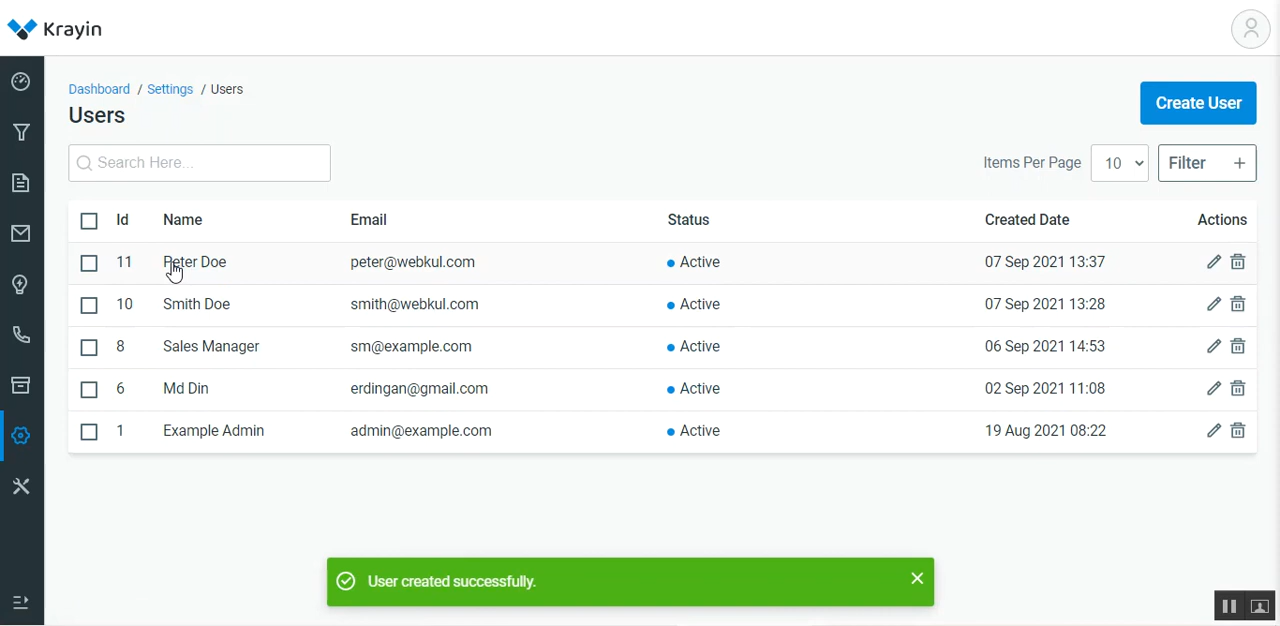 Krayin
Dashboard / Settings / Users
Users
Create User
Search Here...
Items Per Page 10 Filter +
Id Name Email Status Created Date Actions
11 Peter Doe peter@webkul.com Active 07 Sep 2021 13:37
10 Smith Doe smith@webkul.com Active 07 Sep 2021 13:28
8 Sales Manager sm@example.com Active 06 Sep 2021 14:53
6 Md Din erdingan@gmail.com Active 02 Sep 2021 11:08
1 Example Admin admin@example.com Active 19 Aug 2021 08:22
User created successfully.